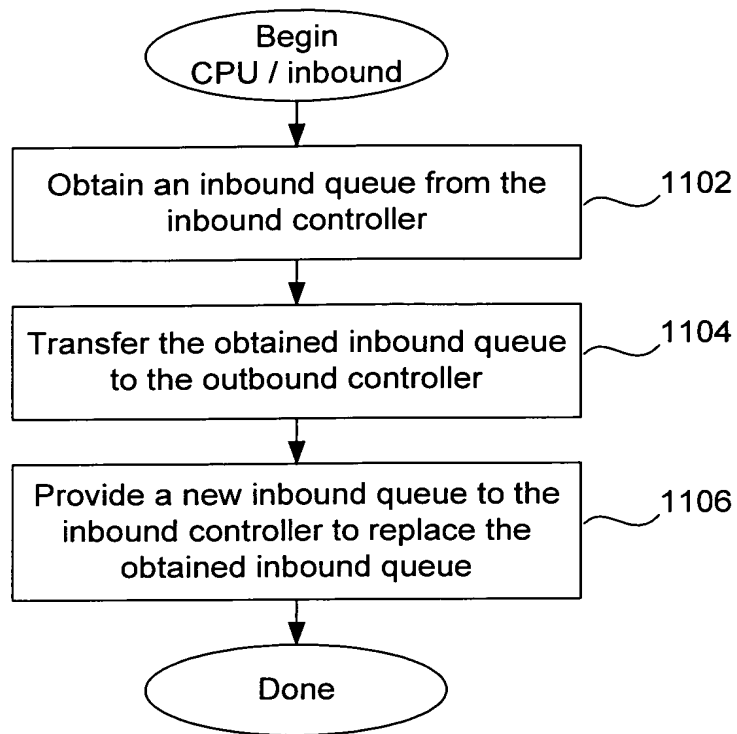 Begin
CPU / inbound
Obtain an inbound queue from the
inbound controller
1102
Transfer the obtained inbound queue
to the outbound controller
1104
Provide a new inbound queue to the
inbound controller to replace the
obtained inbound queue
1106
Done